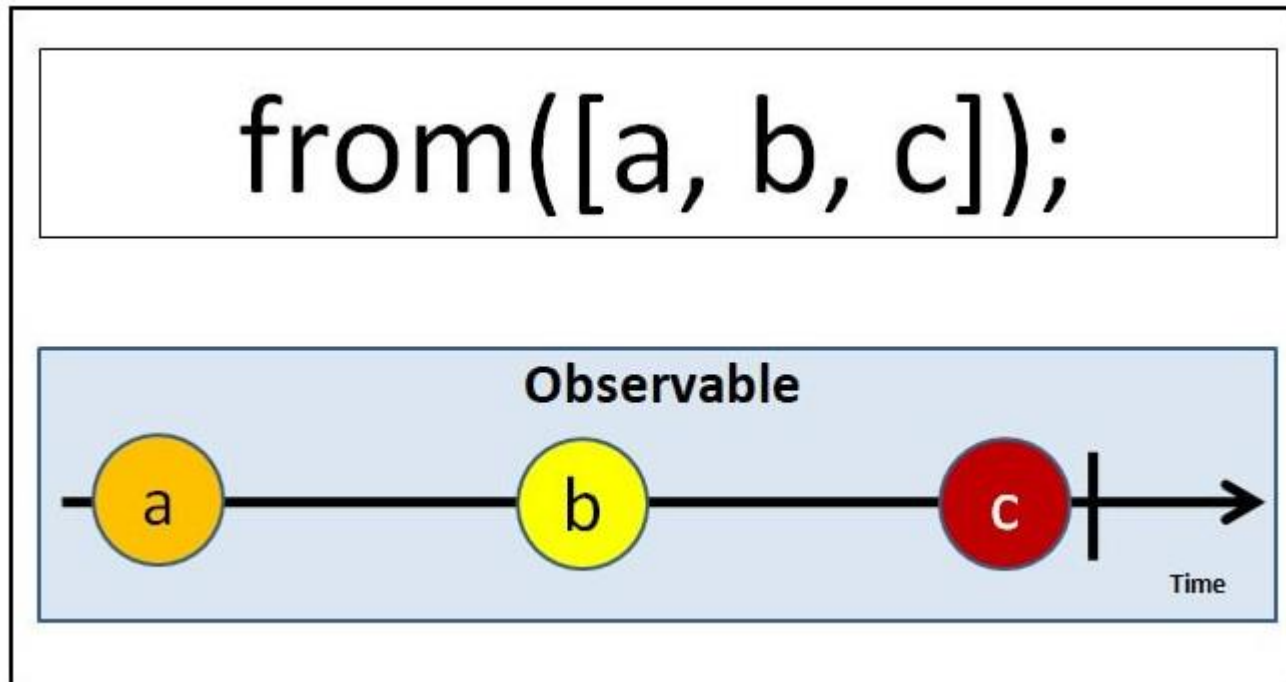 from([a, b, c]);
Observable
a
b
c
Time